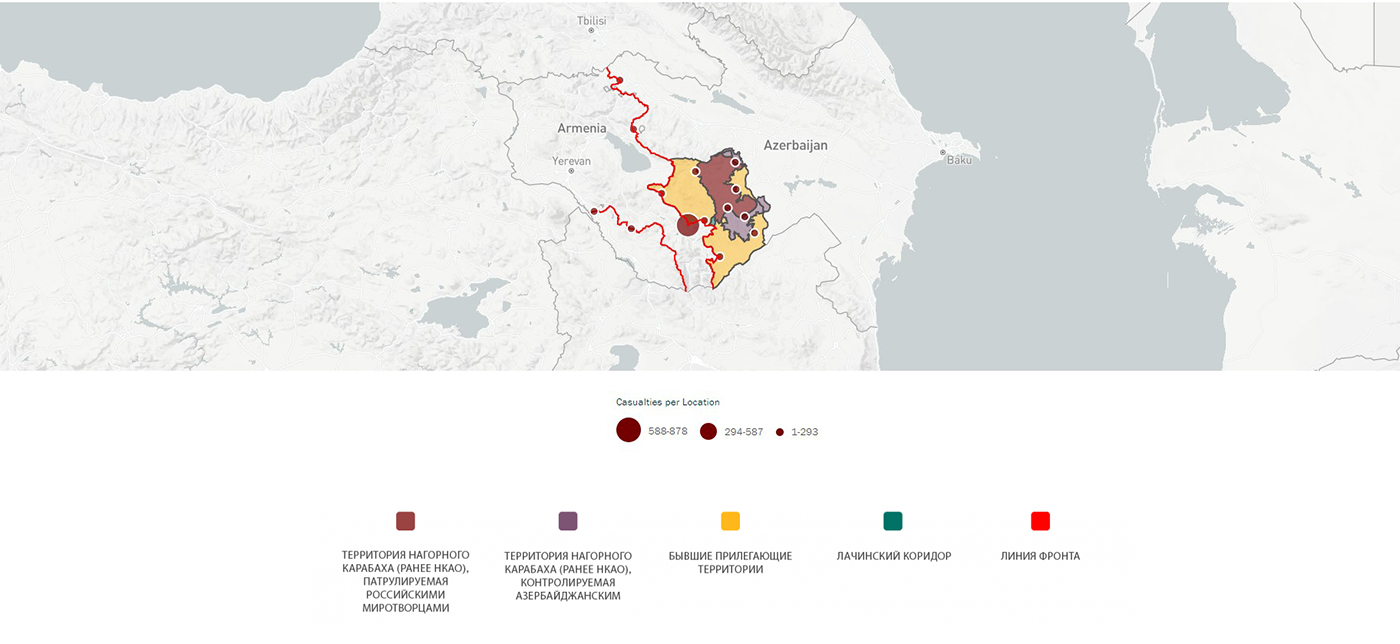 Tbilisi
Armenia
Azerbaijan
Yerevan
Baku
Casualties per Location
588-878
294-587
1-293
ТЕРРИТОРИЯ НАГОРНОГО
КАРАБАХА (РАНЕЕ НКАО),
ПАТРУЛИРУЕМАЯ
РОССИЙСКИМИ
МИРОТВОРЦАМИ
ТЕРРИТОРИЯ НАГОРНОГО
КАРАБАХА (РАНЕЕ НКАО),
КОНТРОЛИРУЕМАЯ
АЗЕРБАЙДЖАНСКИМ
БЫВШИЕ ПРИЛЕГАЮЩИЕ
ТЕРРИТОРИИ
ЛАЧИНСКИЙ КОРИДОР
ЛИНИЯ ФРОНТА